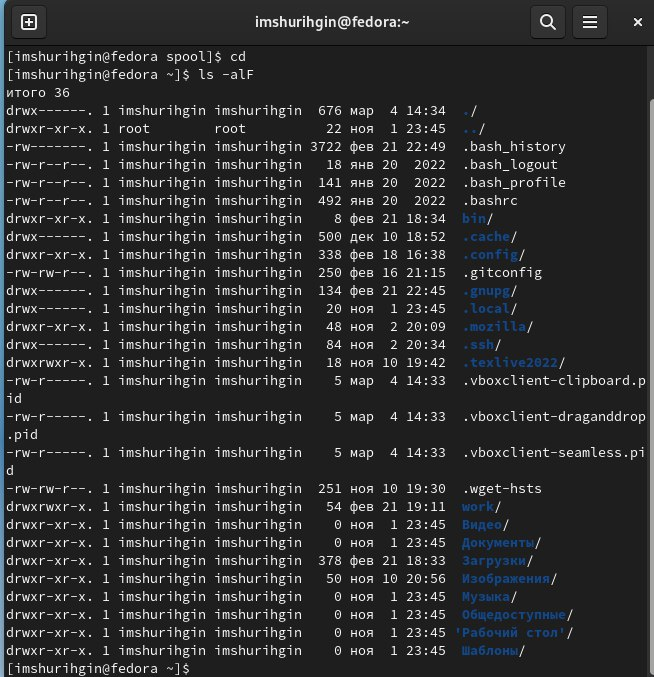 imshurihgin@fedora:~
[imshurihgin@fedora spool]$ cd
[imshurihgin@fedora ~]$ ls -alF
итого 36
drwx------. 1 imshurihgin imshurihgin  676 мар  4 14:34  ./
drwxr-xr-x. 1 root        root          22 ноя  1 23:45  ../
-rw-------. 1 imshurihgin imshurihgin 3722 фев 21 22:49  .bash_history
-rw-r--r--. 1 imshurihgin imshurihgin   18 янв 20  2022  .bash_logout
-rw-r--r--. 1 imshurihgin imshurihgin  141 янв 20  2022  .bash_profile
-rw-r--r--. 1 imshurihgin imshurihgin  492 янв 20  2022  .bashrc
drwxr-xr-x. 1 imshurihgin imshurihgin    8 фев 21 18:34  bin/
drwx------. 1 imshurihgin imshurihgin  500 дек 10 18:52  .cache/
drwxr-xr-x. 1 imshurihgin imshurihgin  338 фев 18 16:38  .config/
-rw-rw-r--. 1 imshurihgin imshurihgin  250 фев 16 21:15  .gitconfig
drwx------. 1 imshurihgin imshurihgin  134 фев 21 22:45  .gnupg/
drwx------. 1 imshurihgin imshurihgin   20 ноя  1 23:45  .local/
drwxr-xr-x. 1 imshurihgin imshurihgin   48 ноя  2 20:09  .mozilla/
drwx------. 1 imshurihgin imshurihgin   84 ноя  2 20:34  .ssh/
drwxrwxr-x. 1 imshurihgin imshurihgin   18 ноя 10 19:42  .texlive2022/
-rw-r-----. 1 imshurihgin imshurihgin    5 мар  4 14:33  .vboxclient-clipboard.p
id
-rw-r-----. 1 imshurihgin imshurihgin    5 мар  4 14:33  .vboxclient-draganddrop
.pid
-rw-r-----. 1 imshurihgin imshurihgin    5 мар  4 14:33  .vboxclient-seamless.pi
d
-rw-rw-r--. 1 imshurihgin imshurihgin  251 ноя 10 19:30  .wget-hsts
drwxrwxr-x. 1 imshurihgin imshurihgin   54 фев 21 19:11  work/
drwxr-xr-x. 1 imshurihgin imshurihgin    0 ноя  1 23:45  Видео/
drwxr-xr-x. 1 imshurihgin imshurihgin    0 ноя  1 23:45  Документы/
drwxr-xr-x. 1 imshurihgin imshurihgin  378 фев 21 18:33  Загрузки/
drwxr-xr-x. 1 imshurihgin imshurihgin   50 ноя 10 20:56  Изображения/
drwxr-xr-x. 1 imshurihgin imshurihgin    0 ноя  1 23:45  Музыка/
drwxr-xr-x. 1 imshurihgin imshurihgin    0 ноя  1 23:45  Общедоступные/
drwxr-xr-x. 1 imshurihgin imshurihgin    0 ноя  1 23:45 'Рабочий стол'/
drwxr-xr-x. 1 imshurihgin imshurihgin    0 ноя  1 23:45  Шаблоны/
[imshurihgin@fedora ~]$